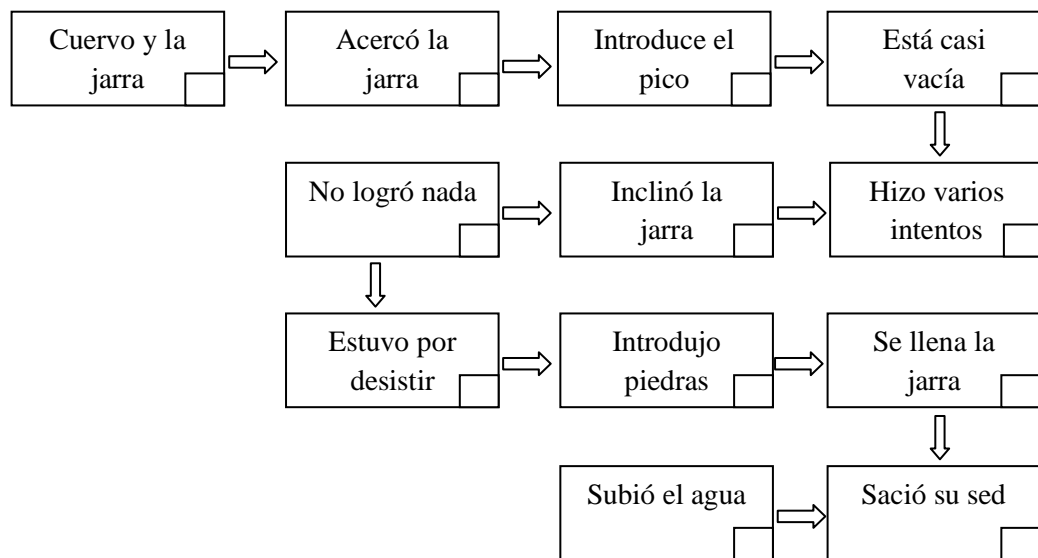 Cuervo y la
jarra
Acercó la
jarra
Introduce el
pico
Está casi
vacía
No logró nada
Inclinó la
jarra
Hizo varios
intentos
Estuvo por
desistir
Introdujo
piedras
Se llena la
jarra
Subió el agua
Sació su sed